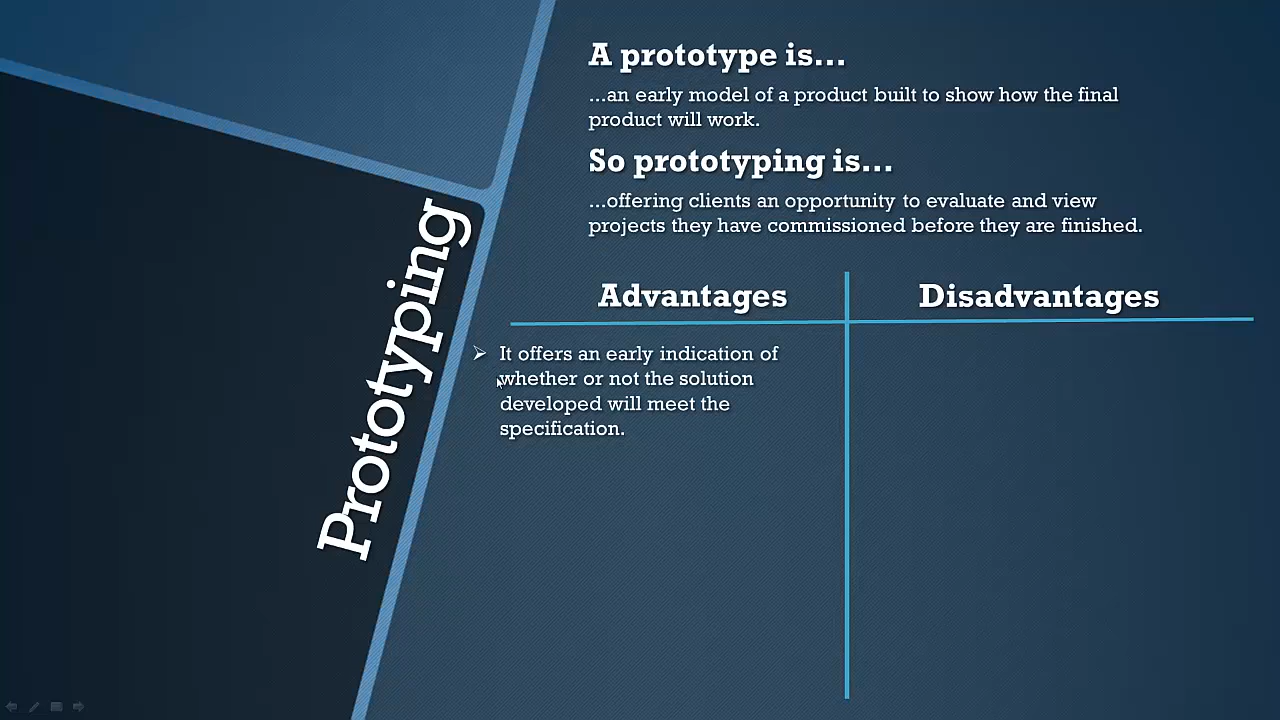 Prototyping
A prototype is...
...an early model of a product built to show how the final
product will work.
So prototyping is...
...offering clients an opportunity to evaluate and view
projects they have commissioned before they are finished.
Advantages
Disadvantages
It offers an early indication of
whether or not the solution
developed will meet the
specification.